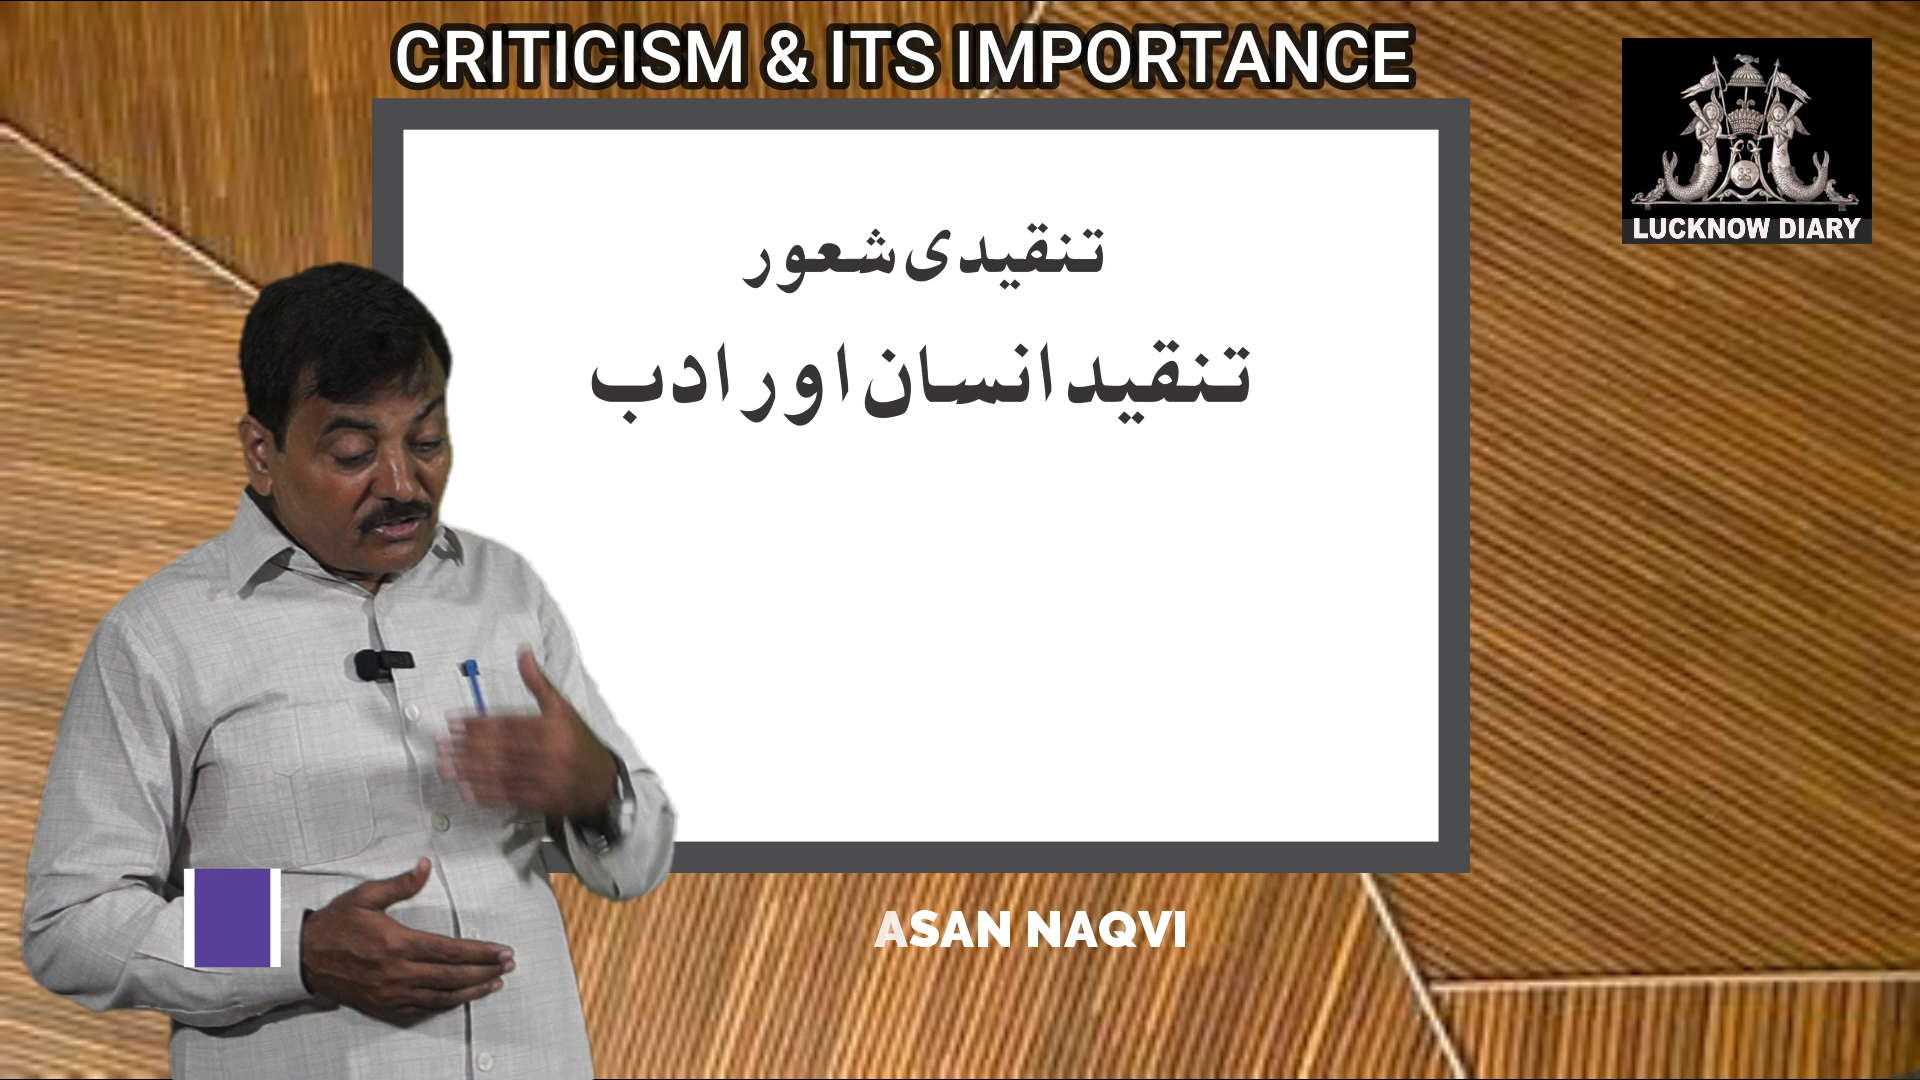 CRITICISM & ITS IMPORTANCE
LUCKNOW DIARY
تنقیدی شعور
تنقید انسان اور ادب
ASAN NAQVI